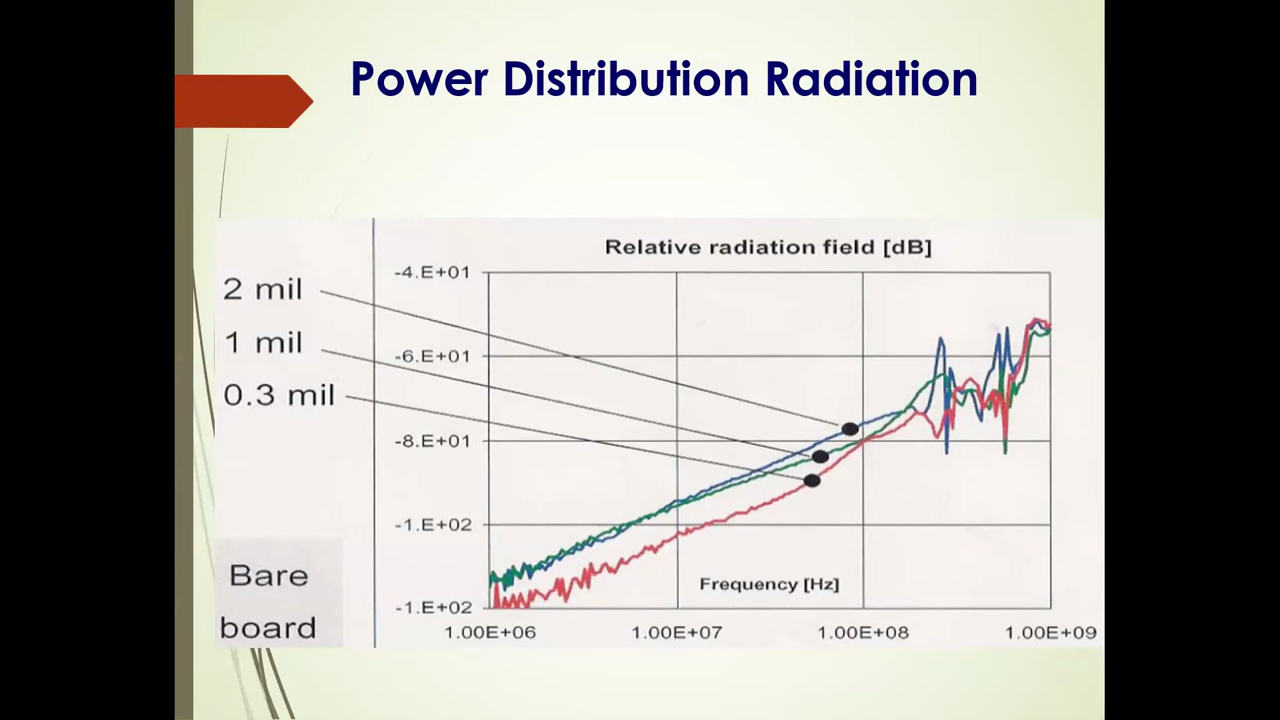 Power Distribution Radiation
Relative radiation field [dB]
2 mil
1 mil
0.3 mil
-4.E+01
-6.E+01
-8.E+01
-1.E+02
-1.E+02
Frequency [Hz]
1.00E+06
1.00E+07
1.00E+08
1.00E+09
Bare
board